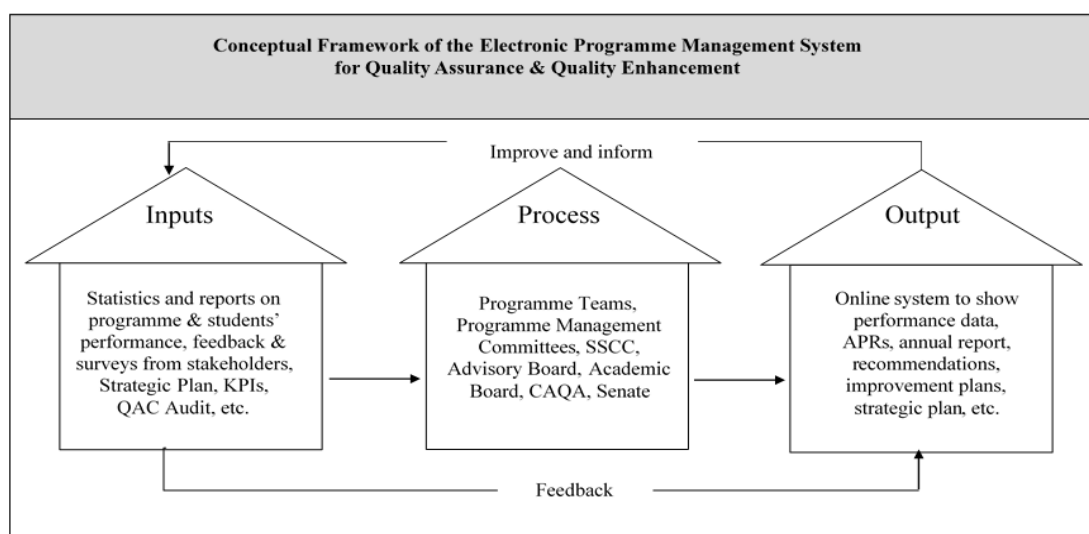 Conceptual Framework of the Electronic Programme Management System
for Quality Assurance & Quality Enhancement
Improve and inform
Inputs
Statistics and reports on
programme & students’
performance, feedback &
surveys from stakeholders,
Strategic Plan, KPIs,
QAC Audit, etc.
Process
Programme Teams,
Programme Management
Committees, SSCC,
Advisory Board, Academic
Board, CAQA, Senate
Output
Online system to show
performance data,
APRs, annual report,
recommendations,
improvement plans,
strategic plan, etc.
Feedback